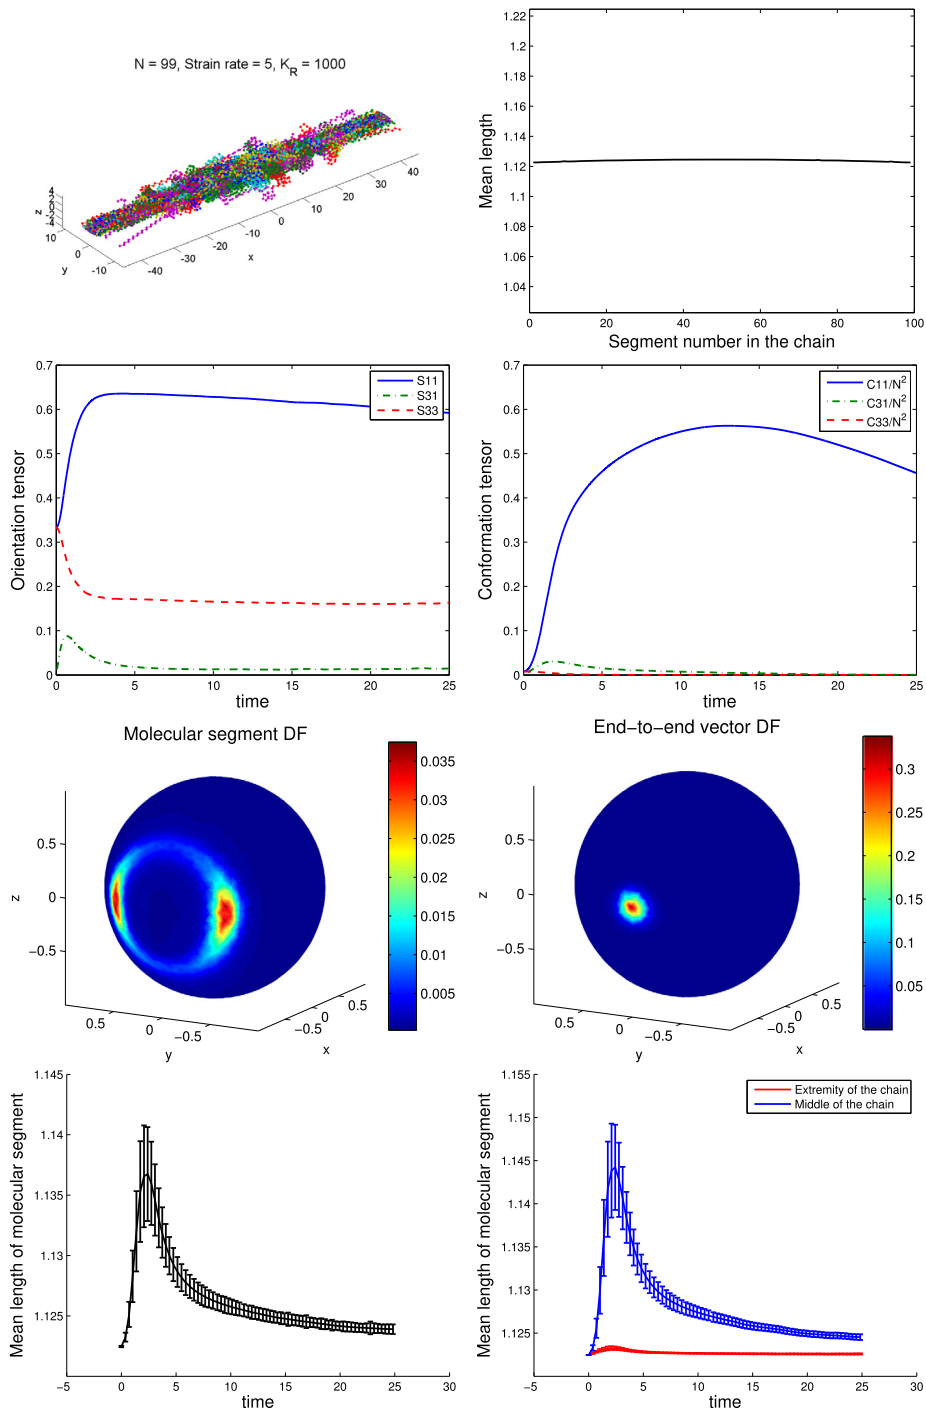 N = 99, Strain rate = 5, K_R = 1000
4
2
0
-2
-4
z
10
0
-10
y
-40
-30
-20
-10
0
10
20
30
40
x
1.22
1.2
1.18
1.16
1.14
1.12
1.1
1.08
1.06
1.04
Mean length
0 20 40 60 80 100
Segment number in the chain
0.7
0.6
0.5
0.4
0.3
0.2
0.1
0
Orientation tensor
S11
S31
S33
0 5 10 15 20 25
time
0.7
0.6
0.5
0.4
0.3
0.2
0.1
0
Conformation tensor
C11/N²
C31/N²
C33/N²
0 5 10 15 20 25
time
Molecular segment DF
0.5
0
−0.5
z
0.5 0 −0.5
y
−0.5 0 0.5
x
0.035
0.03
0.025
0.02
0.015
0.01
0.005
End−to−end vector DF
0.5
0
−0.5
z
0.5 0 −0.5
y
−0.5 0 0.5
x
0.3
0.25
0.2
0.15
0.1
0.05
1.145
1.14
1.135
1.13
1.125
Mean length of molecular segment
−5 0 5 10 15 20 25 30
time
1.155
1.15
1.145
1.14
1.135
1.13
1.125
Mean length of molecular segment
Extremity of the chain
Middle of the chain
−5 0 5 10 15 20 25 30
time